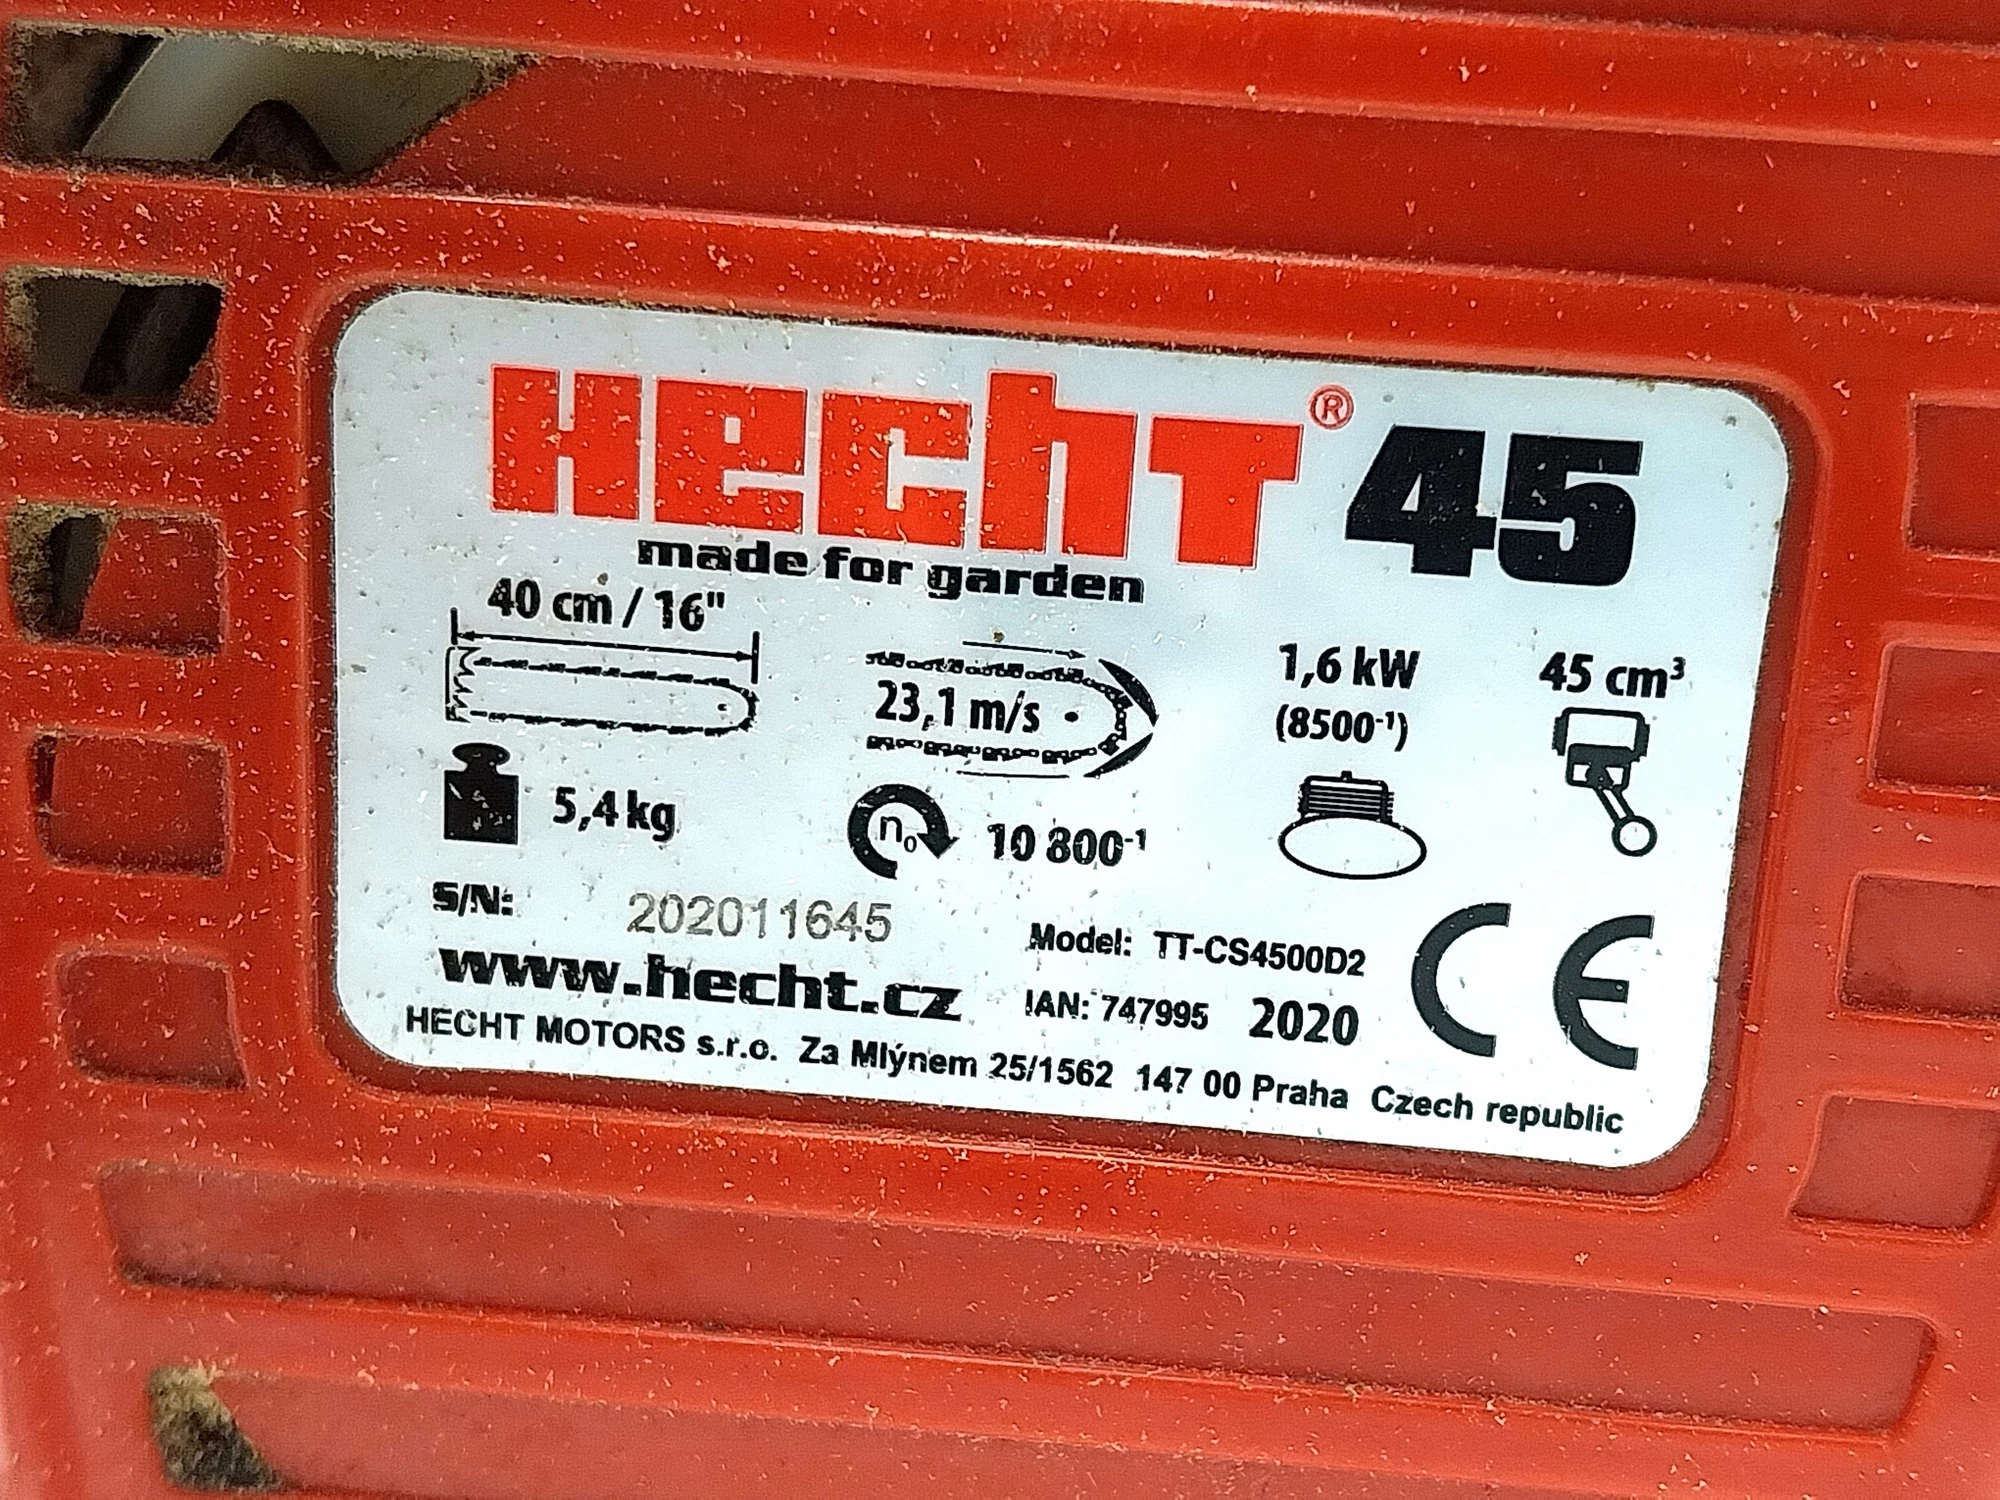 HECHT® 45
made for garden
40 cm / 16"
23,1 m/s
1,6 kW
(8500⁻¹)
45 cm³
5,4 kg
n₀
10 800⁻¹
S/N: 202011645
Model: TT-CS4500D2
www.hecht.cz
IAN: 747995 2020
CE
HECHT MOTORS s.r.o. Za Mlýnem 25/1562 147 00 Praha Czech republic